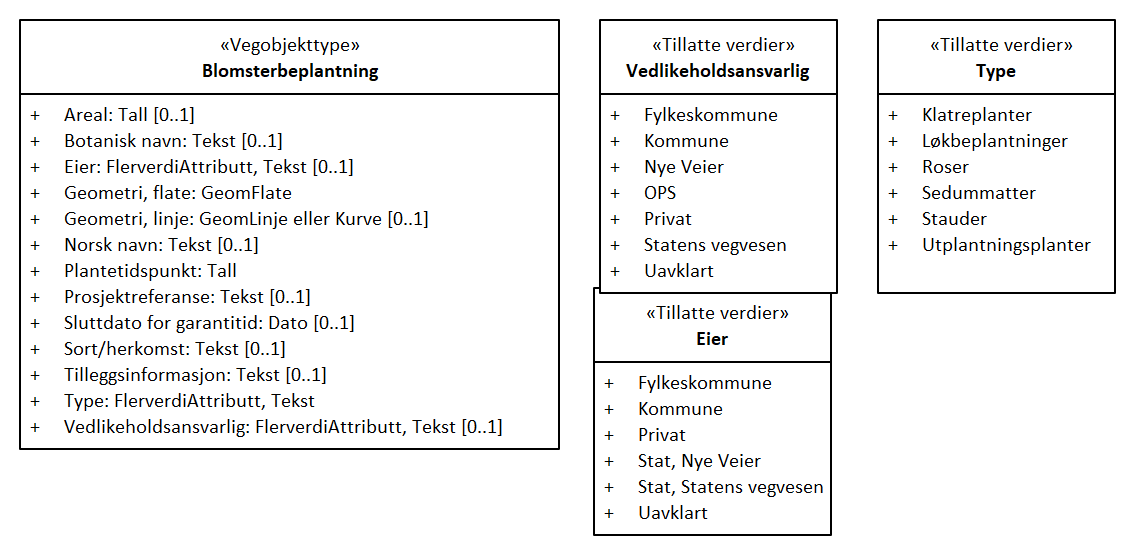 «Vegobjekttype»
Blomsterbeplantning
+ Areal: Tall [0..1]
+ Botanisk navn: Tekst [0..1]
+ Eier: FlerverdiAttributt, Tekst [0..1]
+ Geometri, flate: GeomFlate
+ Geometri, linje: GeomLinje eller Kurve [0..1]
+ Norsk navn: Tekst [0..1]
+ Plantetidspunkt: Tall
+ Prosjektreferanse: Tekst [0..1]
+ Sluttdato for garantitid: Dato [0..1]
+ Sort/herkomst: Tekst [0..1]
+ Tilleggsinformasjon: Tekst [0..1]
+ Type: FlerverdiAttributt, Tekst
+ Vedlikeholdsansvarlig: FlerverdiAttributt, Tekst [0..1]
«Tillatte verdier»
Vedlikeholdsansvarlig
+ Fylkeskommune
+ Kommune
+ Nye Veier
+ OPS
+ Privat
+ Statens vegvesen
+ Uavklart
«Tillatte verdier»
Eier
+ Fylkeskommune
+ Kommune
+ Privat
+ Stat, Nye Veier
+ Stat, Statens vegvesen
+ Uavklart
«Tillatte verdier»
Type
+ Klatreplanter
+ Løkbeplantninger
+ Roser
+ Sedummatter
+ Stauder
+ Utplantningsplanter